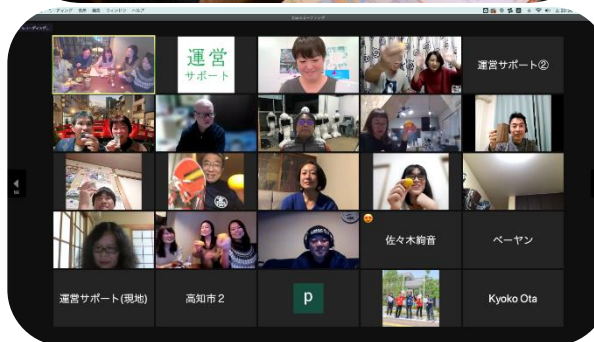 運営
サポート
運営サポート②
佐々木絢音
ペーヤン
運営サポート(現地)
高知市2
p
Kyoko Ota